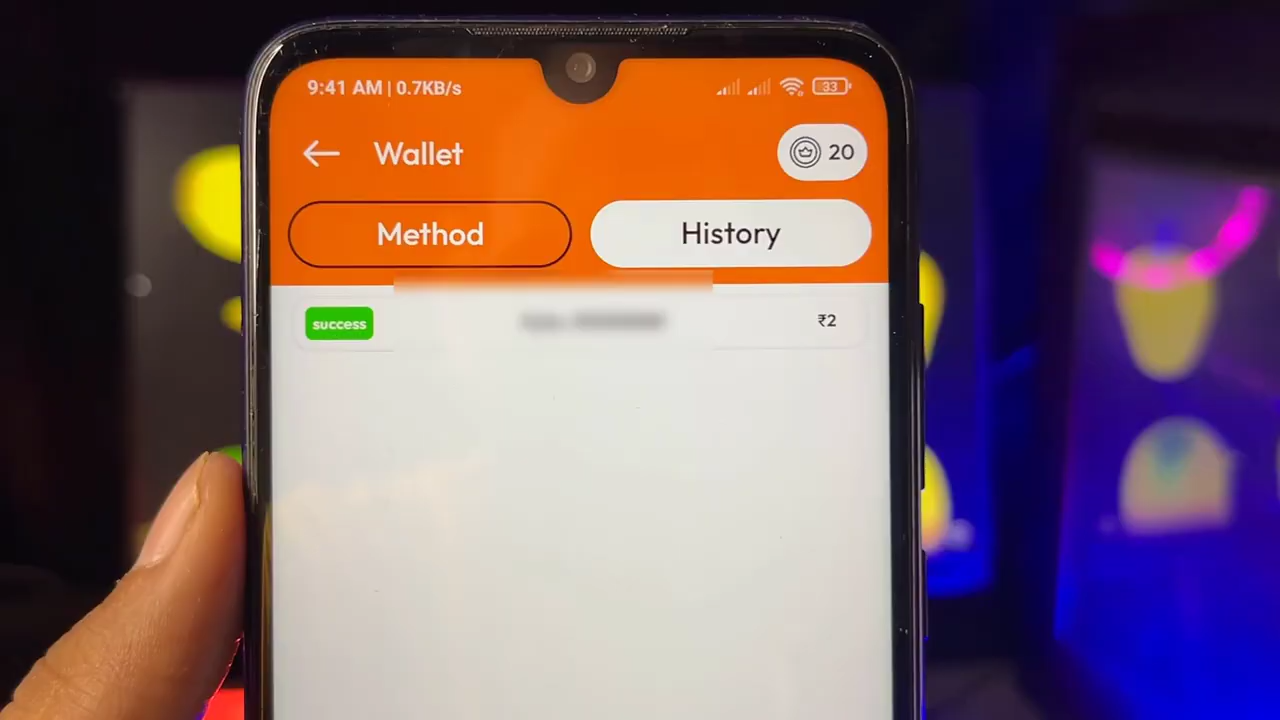 9:41 AM | 0.7KB/s 33
Wallet 20
Method History
success ₹2